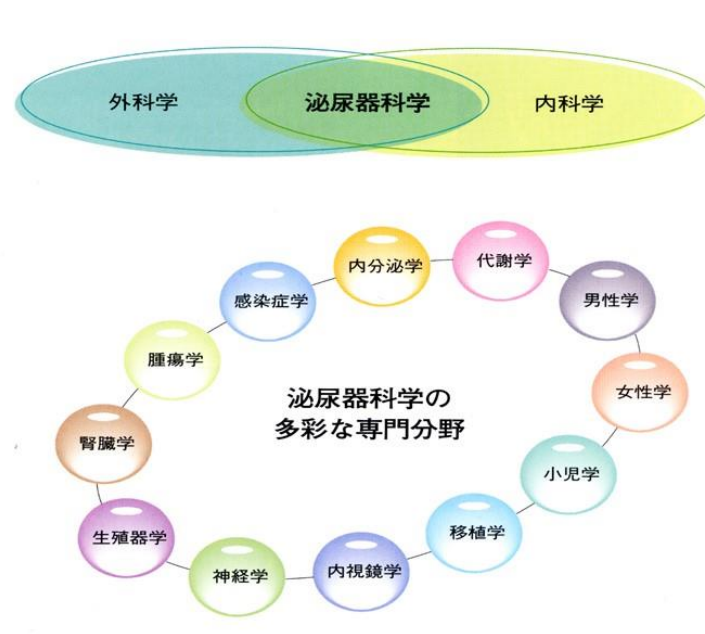 外科学
泌尿器科学
内科学
内分泌学
代謝学
男性学
女性学
小児学
移植学
内視鏡学
神経学
生殖器学
腎臓学
腫瘍学
感染症学
泌尿器科学の
多彩な専門分野